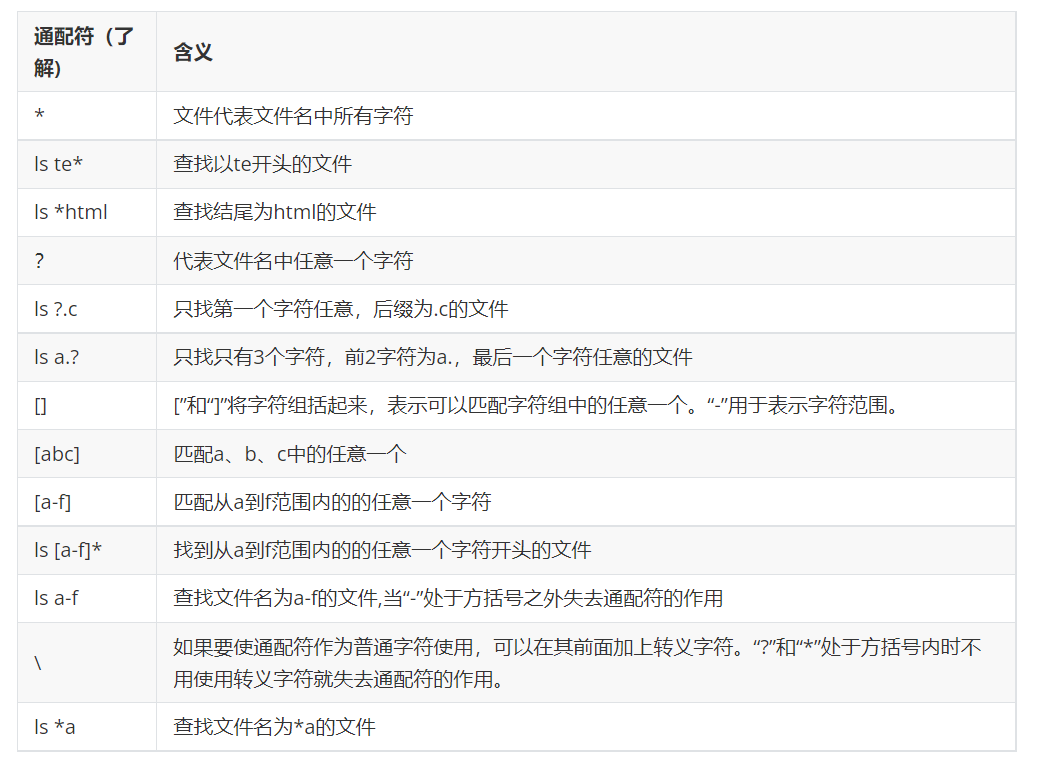 通配符（了
解)
含义
*
文件代表文件名中所有字符
ls te*
查找以te开头的文件
ls *html
查找结尾为html的文件
?
代表文件名中任意一个字符
ls ?.c
只找第一个字符任意，后缀为.c的文件
ls a.?
只找只有3个字符，前2字符为a.，最后一个字符任意的文件
[]
[”和“]”将字符组括起来，表示可以匹配字符组中的任意一个。“-”用于表示字符范围。
[abc]
匹配a、b、c中的任意一个
[a-f]
匹配从a到f范围内的的任意一个字符
ls [a-f]*
找到从a到f范围内的的任意一个字符开头的文件
ls a-f
查找文件名为a-f的文件,当“-”处于方括号之外失去通配符的作用
\
如果要使通配符作为普通字符使用，可以在其前面加上转义字符。“?”和“*”处于方括号内时不
用使用转义字符就失去通配符的作用。
ls *a
查找文件名为*a的文件